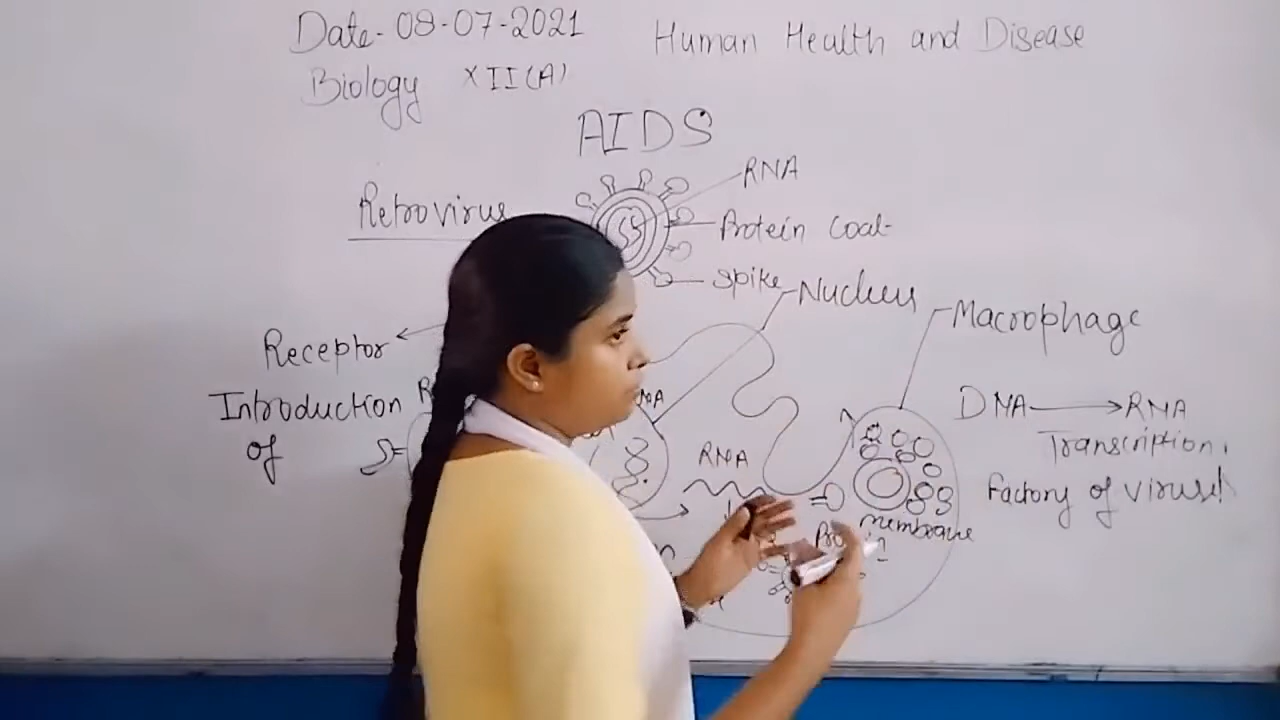 Date- 08-07-2021
Human Health and Disease
Biology XII(A)
AIDS
RNA
Retrovirus
Protein coat
Spike
Nucleus
Macrophage
Receptor
Introduction
of
DNA → RNA
Transcription.
RNA
Factory of virus
membrane